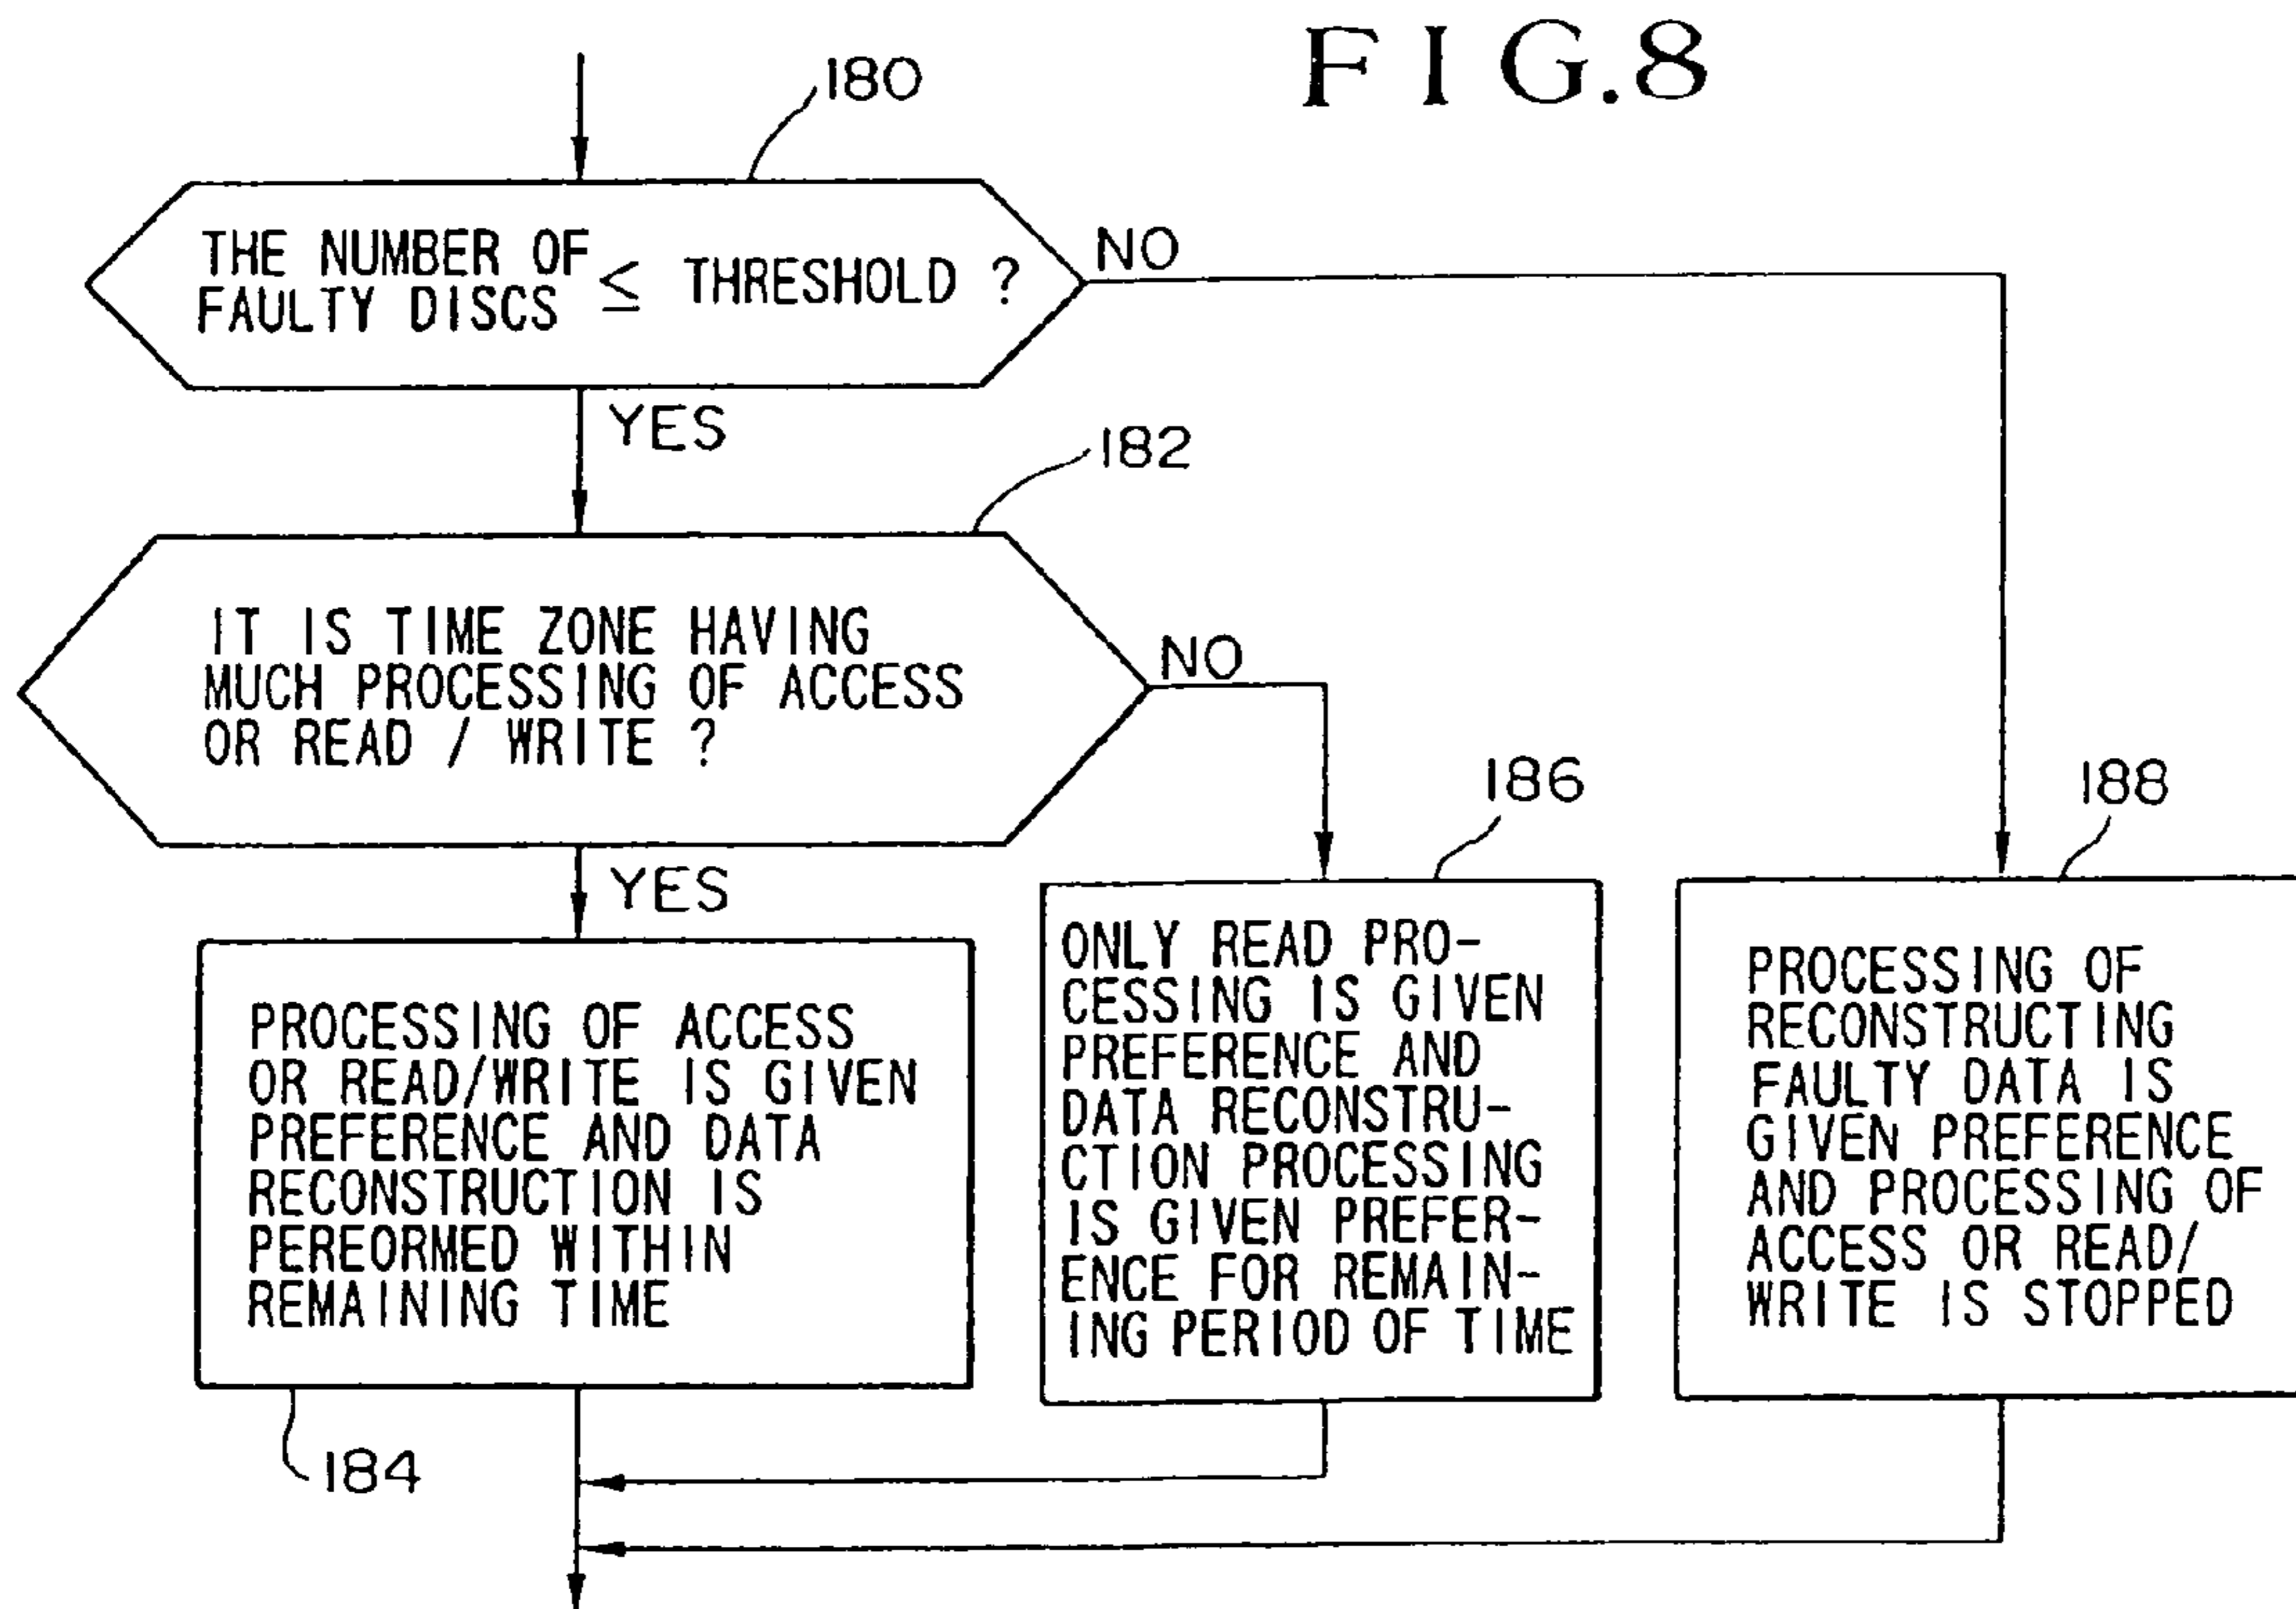 FIG.8
180
THE NUMBER OF
FAULTY DISCS ≤ THRESHOLD ?
NO
YES
182
IT IS TIME ZONE HAVING
MUCH PROCESSING OF ACCESS
OR READ / WRITE ?
NO
YES
186
188
PROCESSING OF ACCESS
OR READ/WRITE IS GIVEN
PREFERENCE AND DATA
RECONSTRUCTION IS
PEREORMED WITHIN
REMAINING TIME
184
ONLY READ PRO-
CESSING IS GIVEN
PREFERENCE AND
DATA RECONSTRU-
CTION PROCESSING
IS GIVEN PREFER-
ENCE FOR REMAIN-
ING PERIOD OF TIME
PROCESSING OF
RECONSTRUCTING
FAULTY DATA IS
GIVEN PREFERENCE
AND PROCESSING OF
ACCESS OR READ/
WRITE IS STOPPED